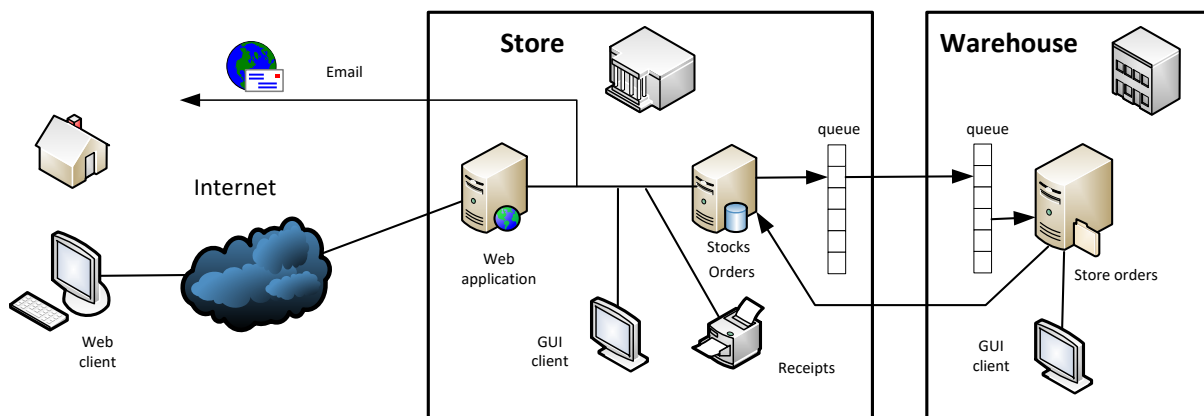 Store
Warehouse
Email
queue
queue
Internet
Web
application
Stocks
Orders
Store orders
Web
client
GUI
client
Receipts
GUI
client